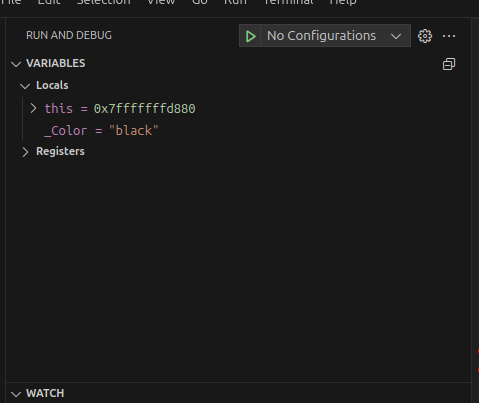 File Edit Selection View Go Run Terminal Help
RUN AND DEBUG No Configurations
VARIABLES
Locals
this = 0x7fffffffd880
_Color = "black"
Registers
WATCH